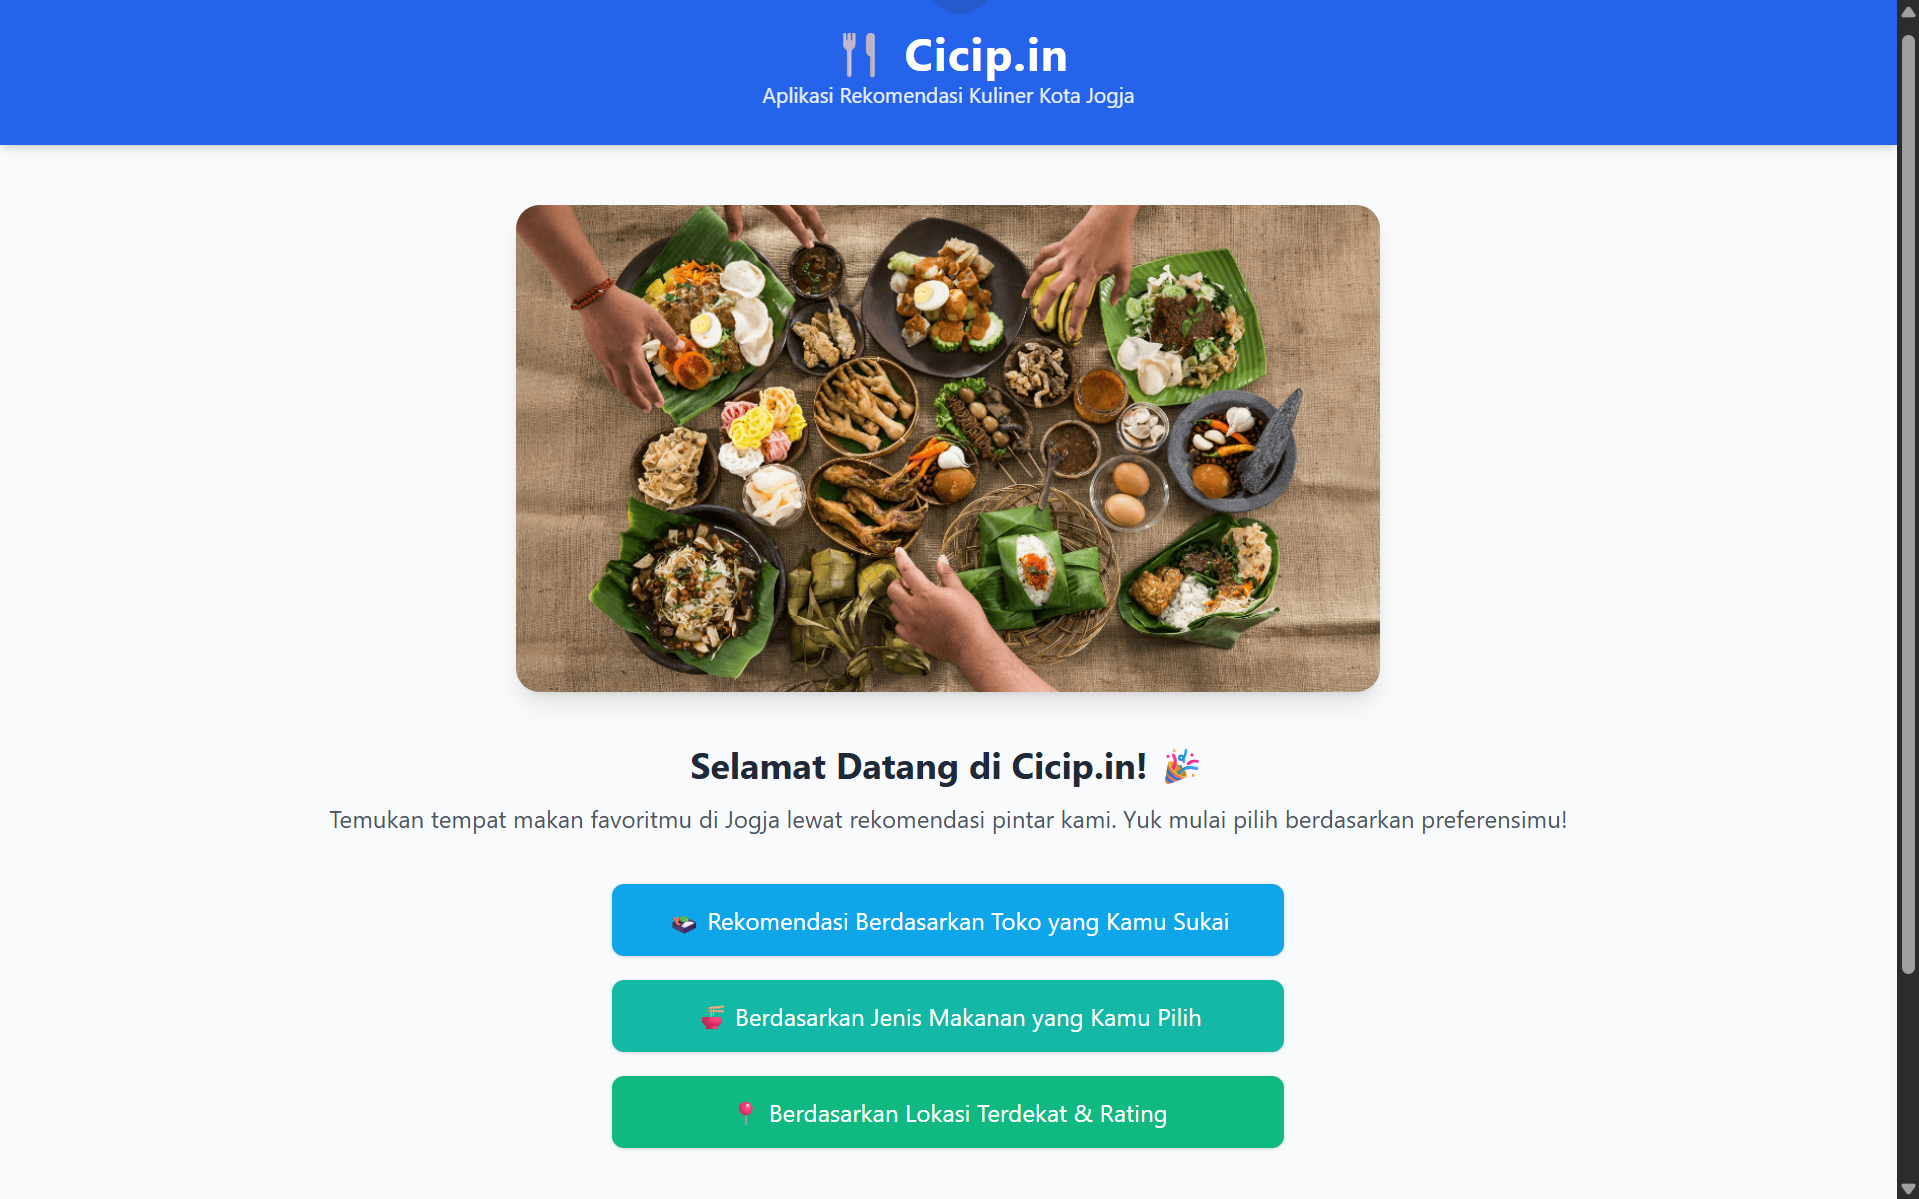 Cicip.in
Aplikasi Rekomendasi Kuliner Kota Jogja
Selamat Datang di Cicip.in! 🎉
Temukan tempat makan favoritmu di Jogja lewat rekomendasi pintar kami. Yuk mulai pilih berdasarkan preferensimu!
Rekomendasi Berdasarkan Toko yang Kamu Sukai
Berdasarkan Jenis Makanan yang Kamu Pilih
Berdasarkan Lokasi Terdekat & Rating